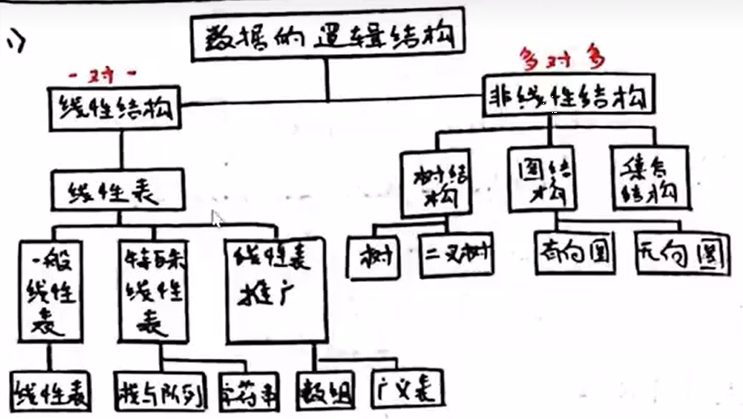 1)
数据的逻辑结构
一对一
多对多
线性结构
非线性结构
线性表
树结
构
图结
构
集合
结构
树
二叉树
有向图
无向图
一般
线性
表
特殊
线性
表
线性表
推广
线性表
栈与队列
字符串
数组
广义表